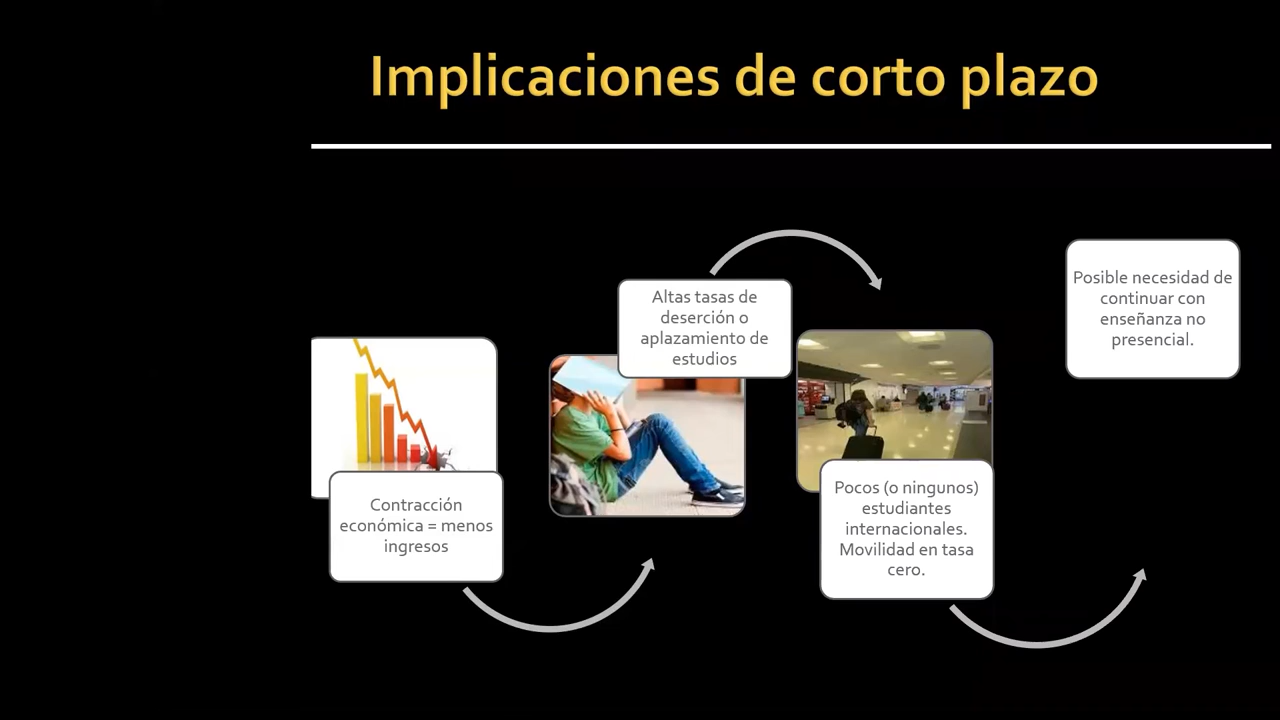 Implicaciones de corto plazo
Contracción
económica = menos
ingresos
Altas tasas de
deserción o
aplazamiento de
estudios
Pocos (o ningunos)
estudiantes
internacionales.
Movilidad en tasa
cero.
Posible necesidad de
continuar con
enseñanza no
presencial.